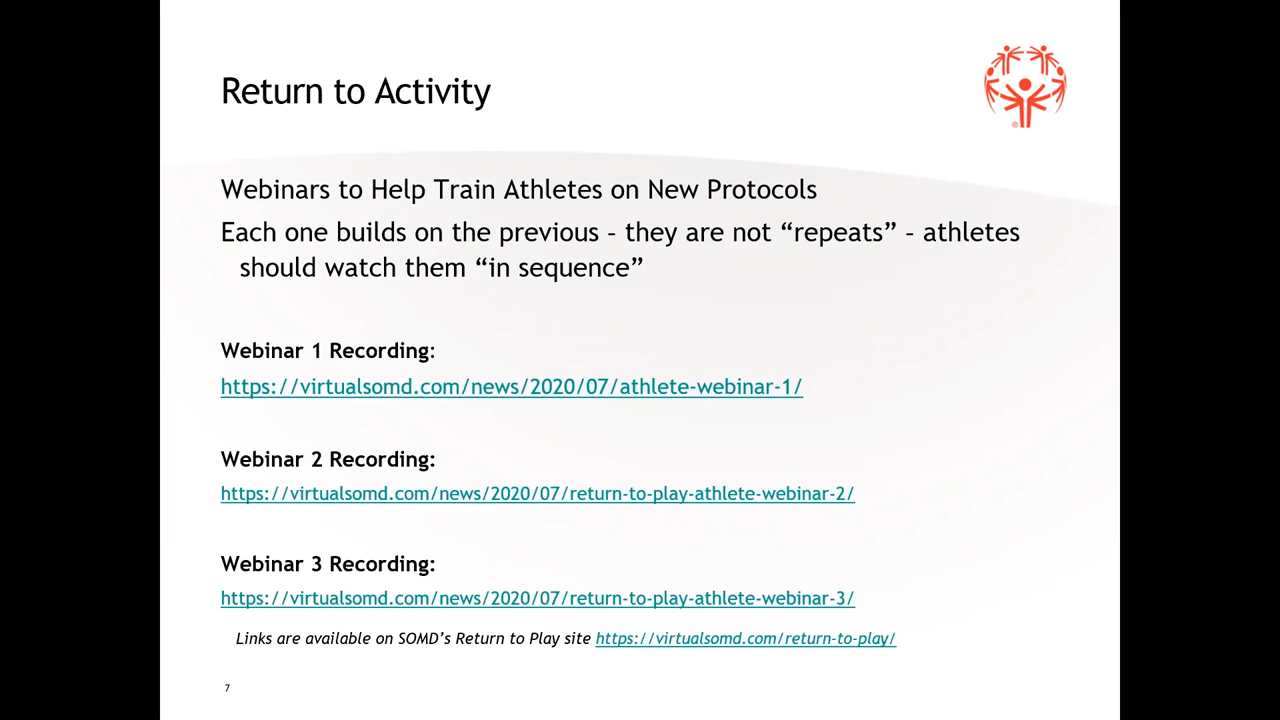 Return to Activity
®
Webinars to Help Train Athletes on New Protocols
Each one builds on the previous – they are not “repeats” – athletes
should watch them “in sequence”
Webinar 1 Recording:
https://virtualsomd.com/news/2020/07/athlete-webinar-1/
Webinar 2 Recording:
https://virtualsomd.com/news/2020/07/return-to-play-athlete-webinar-2/
Webinar 3 Recording:
https://virtualsomd.com/news/2020/07/return-to-play-athlete-webinar-3/
Links are available on SOMD’s Return to Play site https://virtualsomd.com/return-to-play/
7